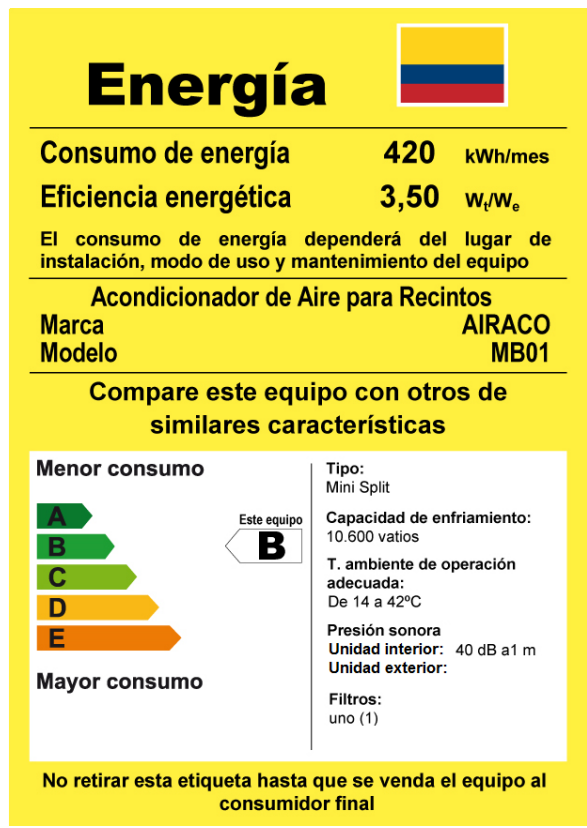 Energía
Consumo de energía 420 kWh/mes
Eficiencia energética 3,50 Wt/We
El consumo de energía dependerá del lugar de
instalación, modo de uso y mantenimiento del equipo
Acondicionador de Aire para Recintos
Marca AIRACO
Modelo MB01
Compare este equipo con otros de
similares características
Menor consumo
A
B
C
D
E
Mayor consumo
Este equipo
B
Tipo:
Mini Split
Capacidad de enfriamiento:
10.600 vatios
T. ambiente de operación
adecuada:
De 14 a 42ºC
Presión sonora
Unidad interior: 40 dB a1 m
Unidad exterior:
Filtros:
uno (1)
No retirar esta etiqueta hasta que se venda el equipo al
consumidor final